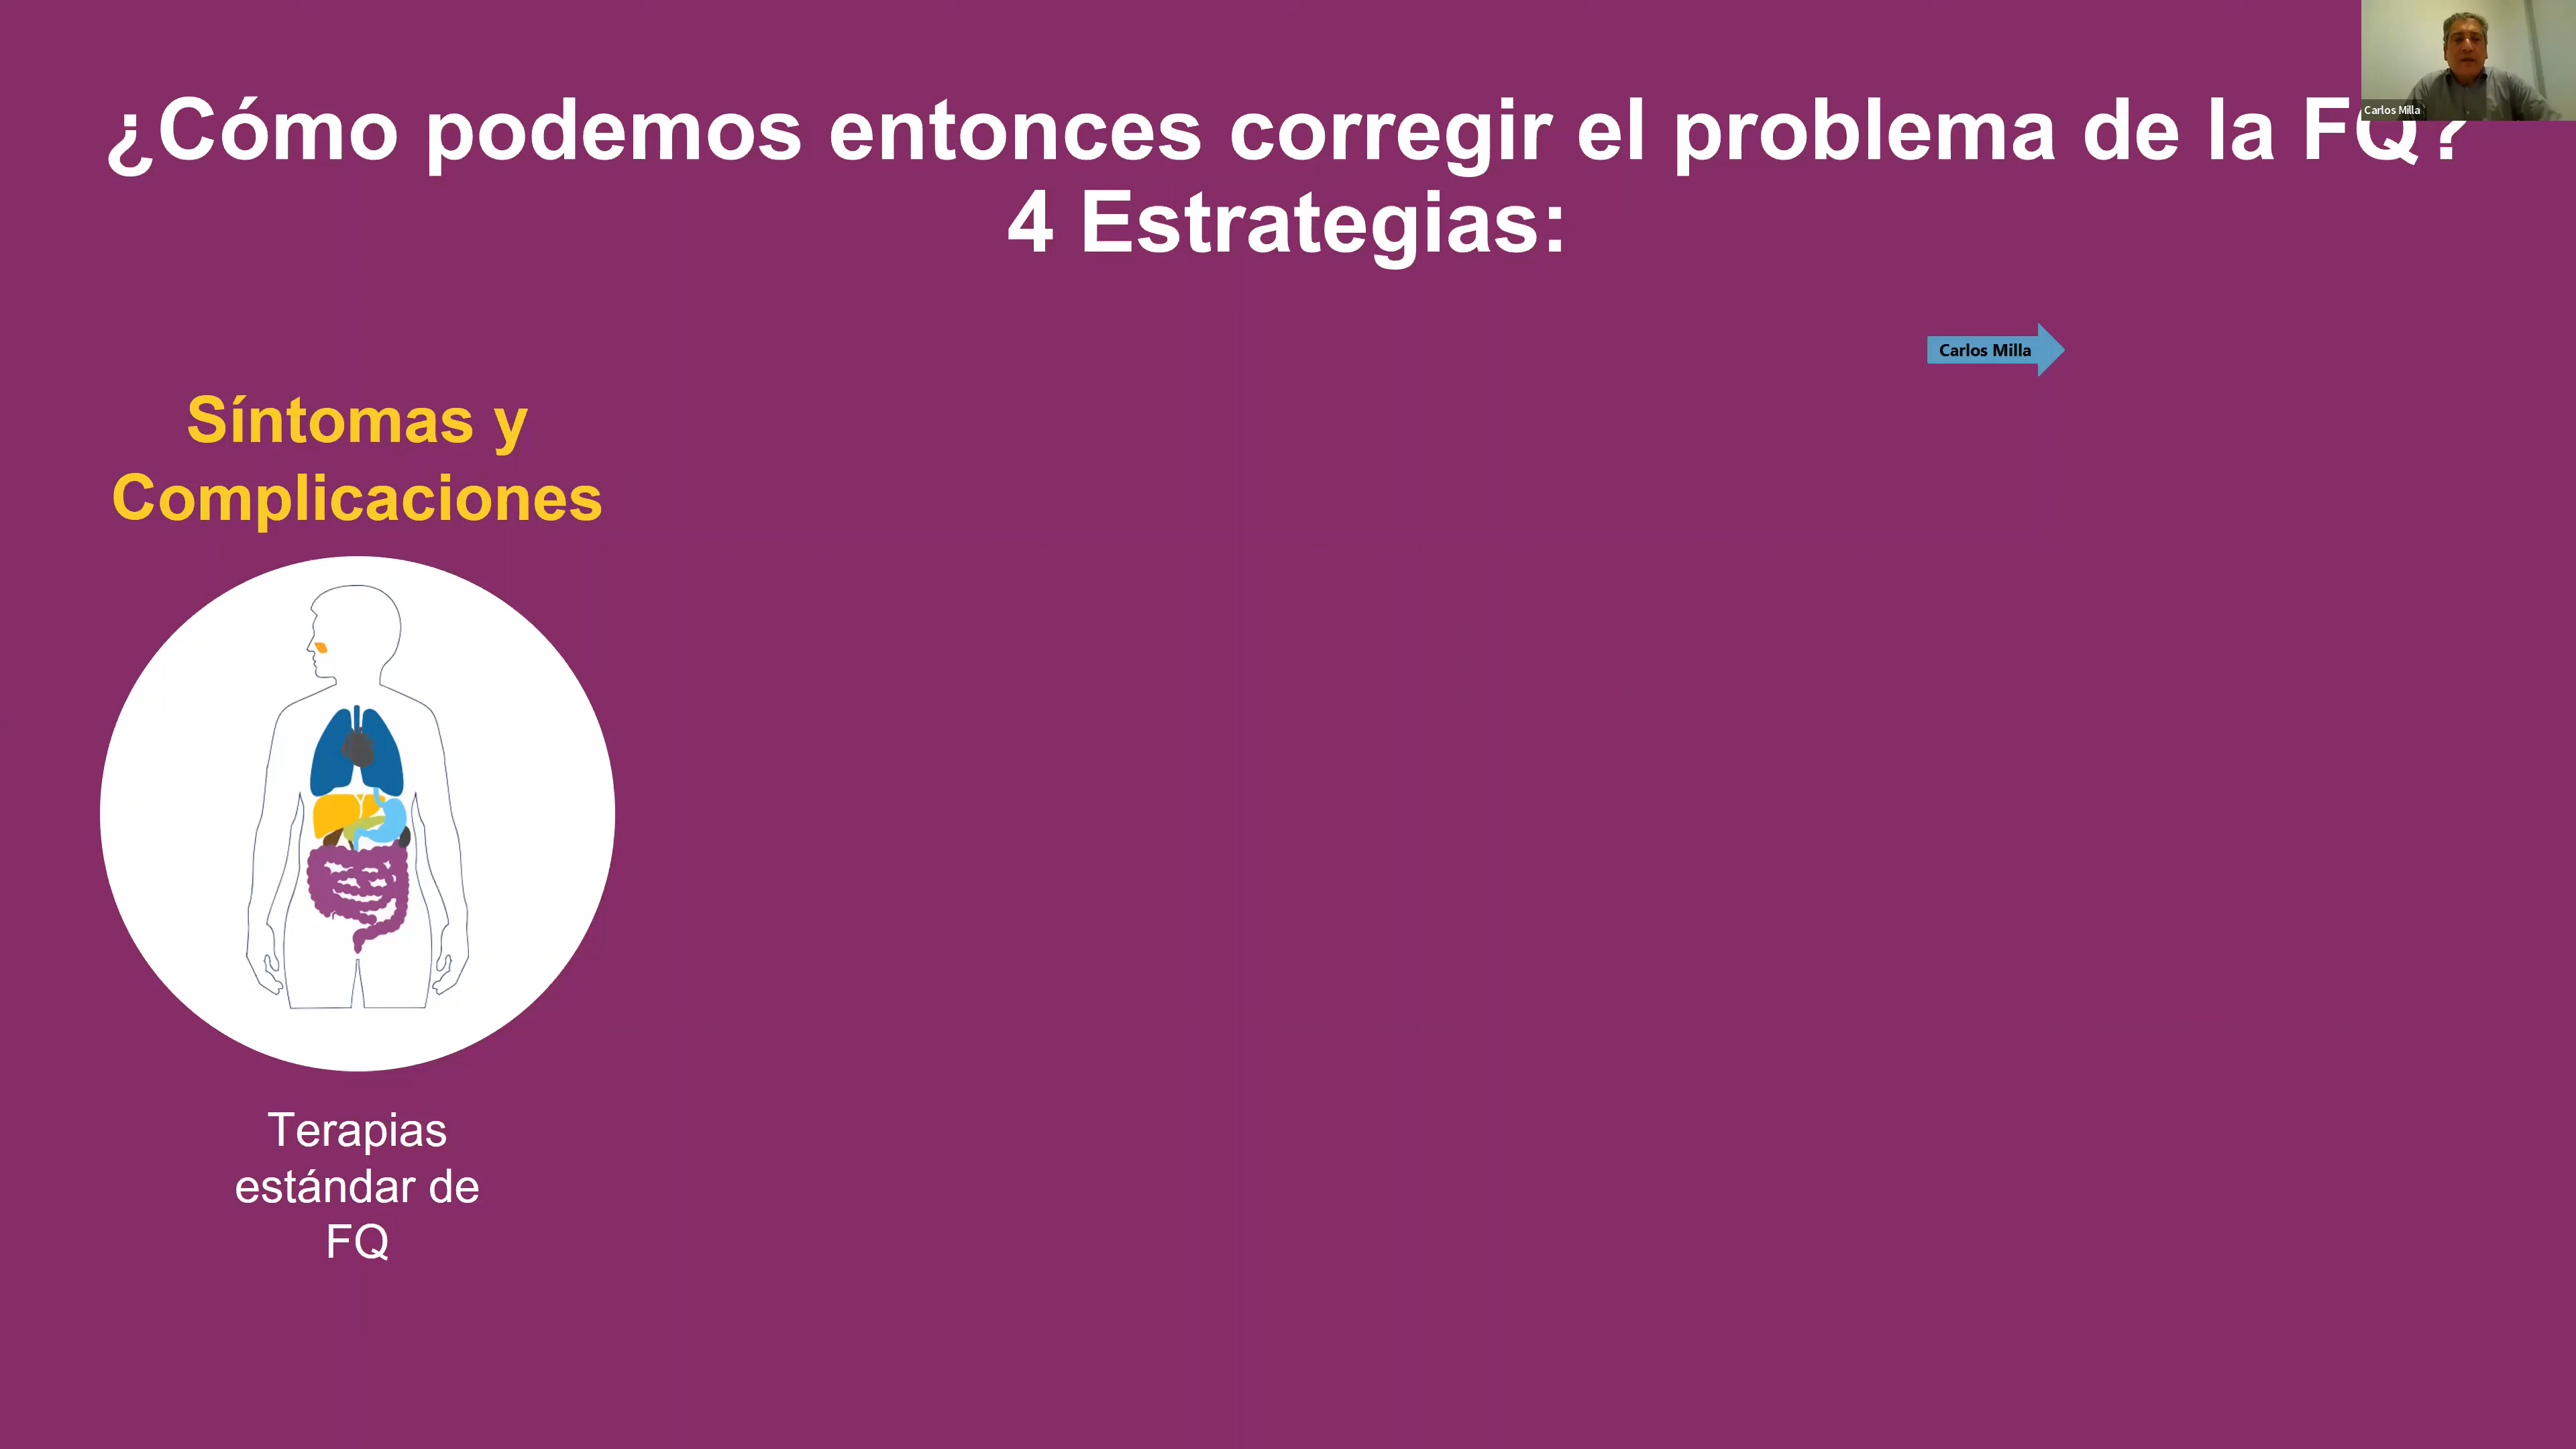 Carlos Milla
¿Cómo podemos entonces corregir el problema de la FQ?
4 Estrategias:
Carlos Milla
Síntomas y
Complicaciones
Terapias
estándar de
FQ